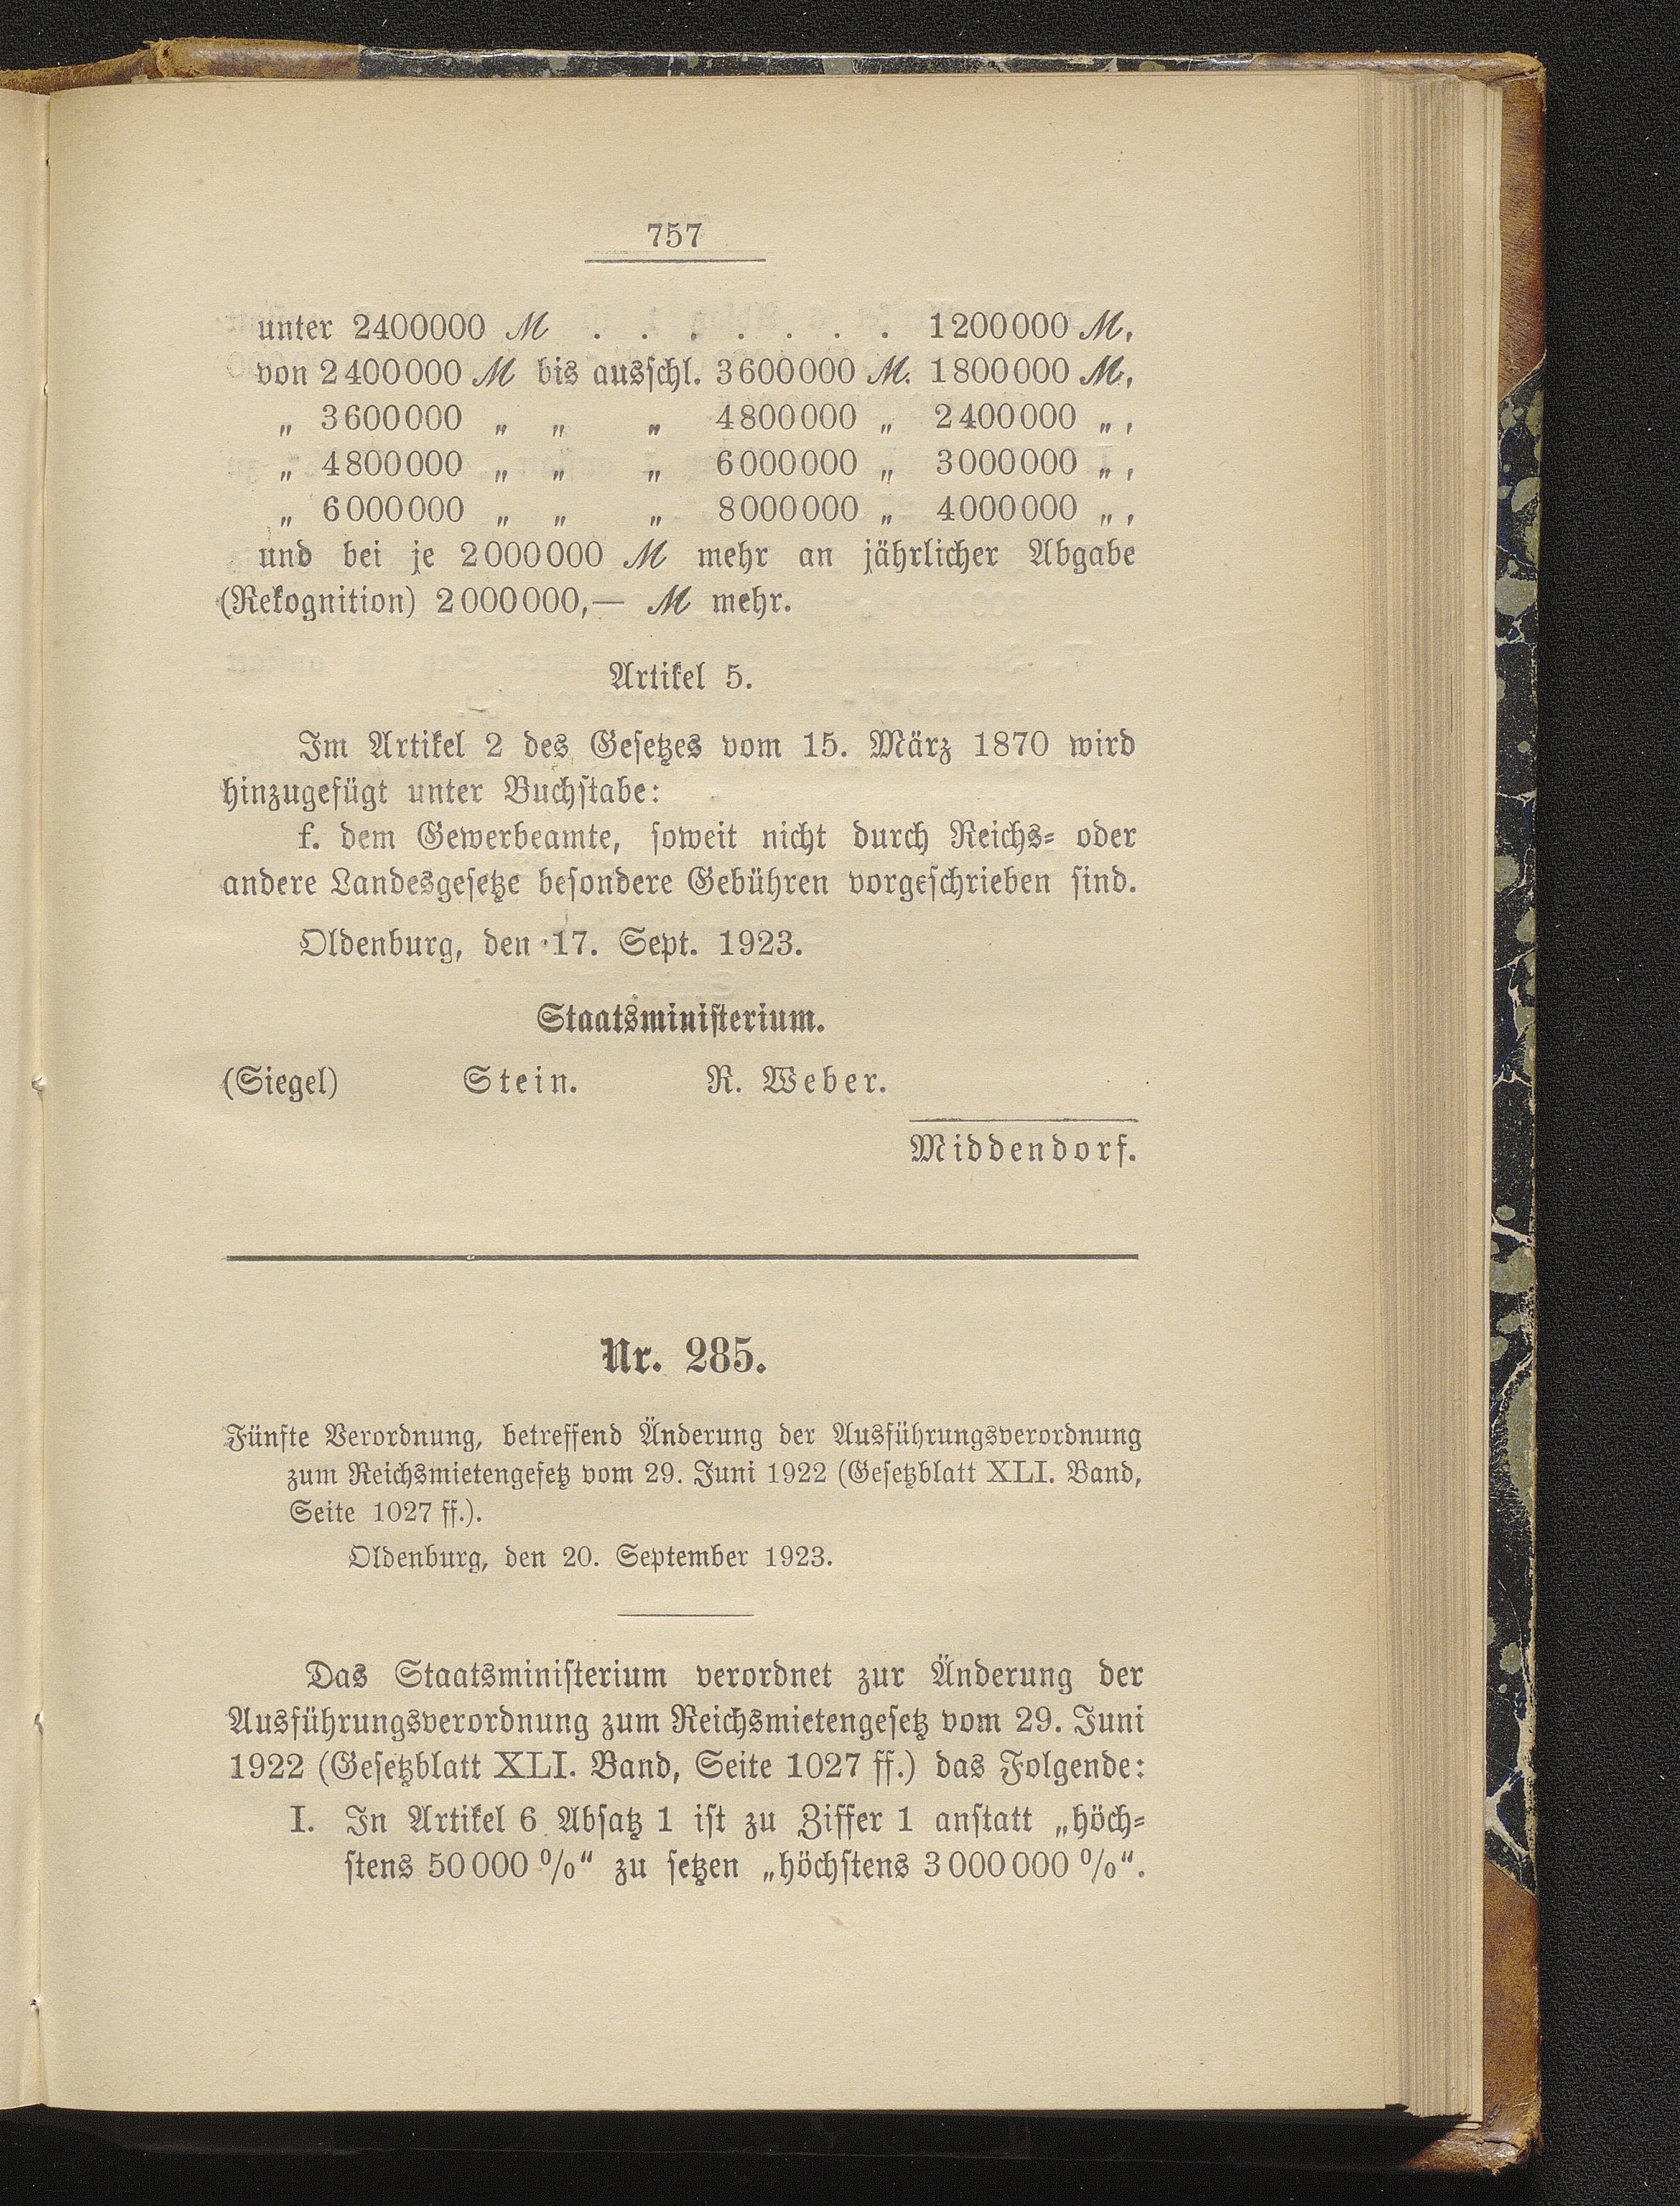 757
unter 2400000 ℳ . . . . . . . 1200000 ℳ,
von 2400000 ℳ bis ausschl. 3600000 ℳ. 1800000 ℳ,
„ 3600000 „ „ „ 4800000 „ 2400000 „ ,
„ 4800000 „ „ „ 6000000 „ 3000000 „ ,
„ 6000000 „ „ „ 8000000 „ 4000000 „ ,
und bei je 2000000 ℳ mehr an jährlicher Abgabe
(Rekognition) 2000000,— ℳ mehr.
Artikel 5.
Im Artikel 2 des Gesetzes vom 15. März 1870 wird
hinzugefügt unter Buchstabe:
f. dem Gewerbeamte, soweit nicht durch Reichs- oder
andere Landesgesetze besondere Gebühren vorgeschrieben sind.
Oldenburg, den 17. Sept. 1923.
Staatsministerium.
(Siegel) Stein. R. Weber.
Middendorf.
Nr. 285.
Fünfte Verordnung, betreffend Änderung der Ausführungsverordnung
zum Reichsmietengesetz vom 29. Juni 1922 (Gesetzblatt XLI. Band,
Seite 1027 ff.).
Oldenburg, den 20. September 1923.
Das Staatsministerium verordnet zur Änderung der
Ausführungsverordnung zum Reichsmietengesetz vom 29. Juni
1922 (Gesetzblatt XLI. Band, Seite 1027 ff.) das Folgende:
I. In Artikel 6 Absatz 1 ist zu Ziffer 1 anstatt „höch-
stens 50000 %“ zu setzen „höchstens 3000000 %“.